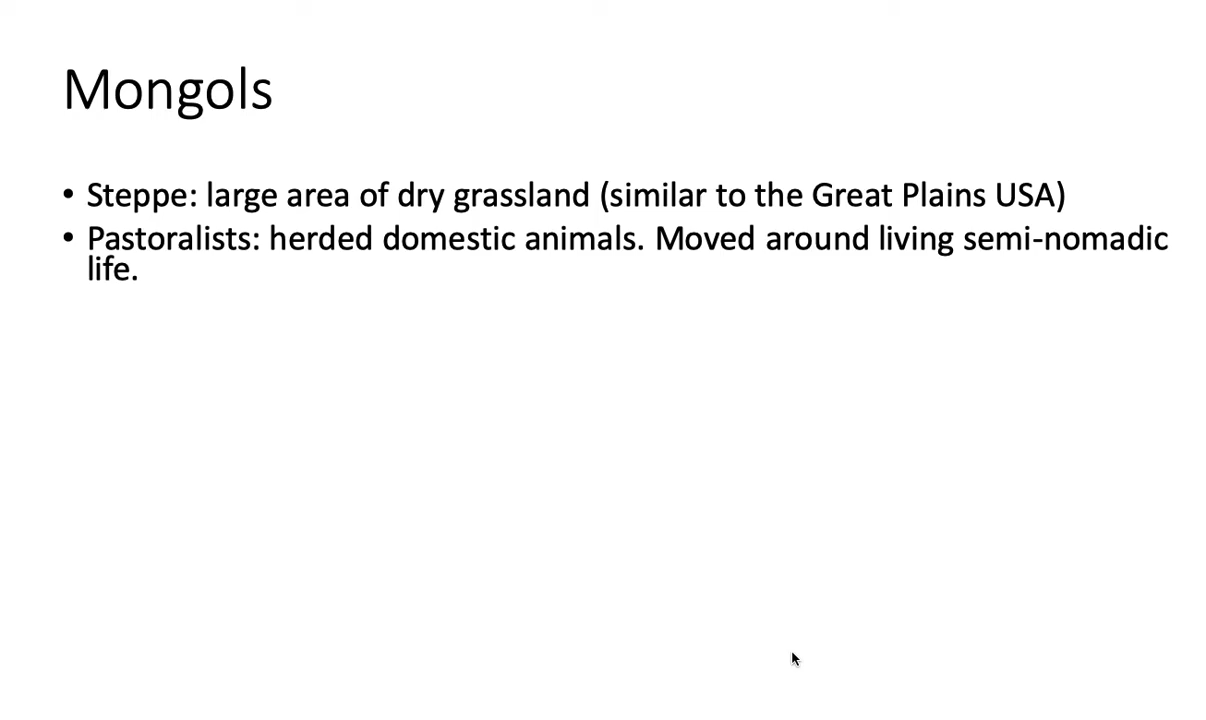 Mongols
• Steppe: large area of dry grassland (similar to the Great Plains USA)
• Pastoralists: herded domestic animals. Moved around living semi-nomadic
life.